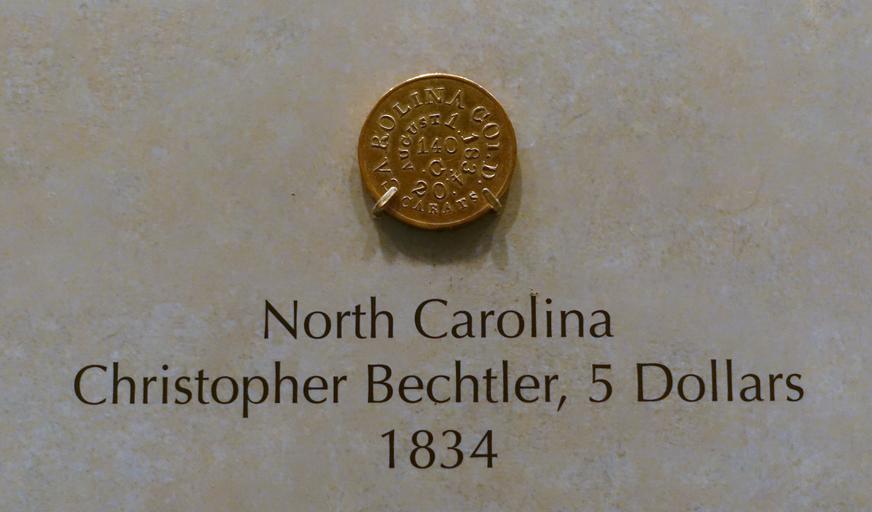 CAROLINA GOLD.
AUGUST 1. 1834
140
.G.
20.
CARATS.
North Carolina
Christopher Bechtler, 5 Dollars
1834